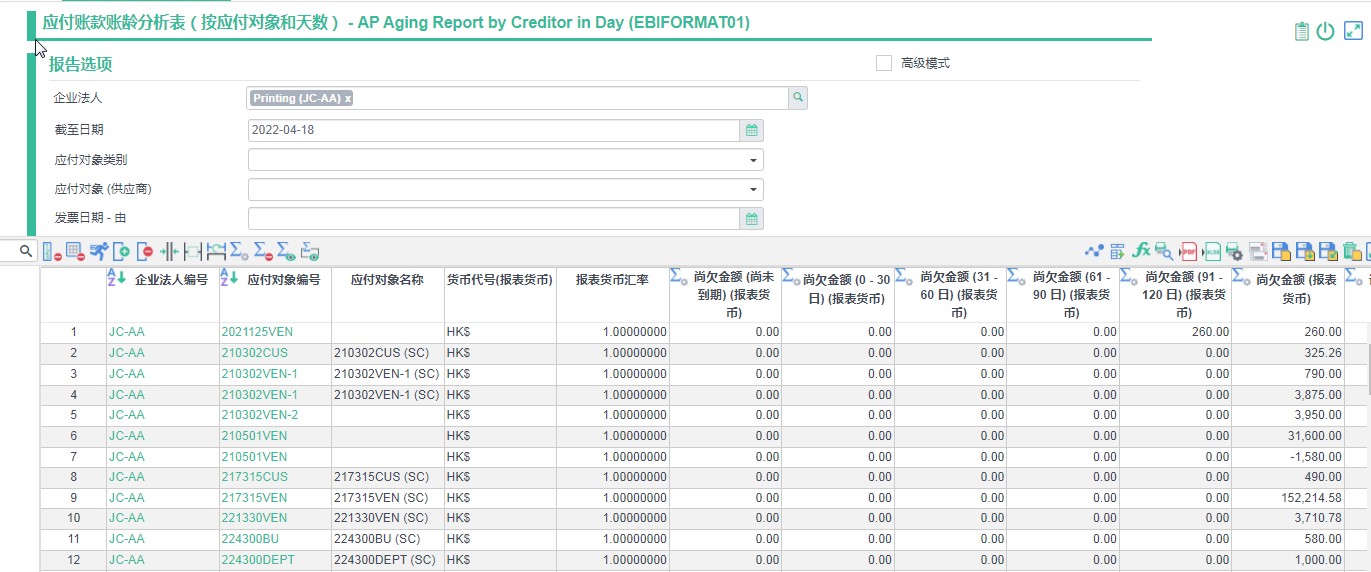 应付账款账龄分析表（按应付对象和天数） - AP Aging Report by Creditor in Day (EBIFORMAT01)
报告选项
高级模式
企业法人 Printing (JC-AA) x
截至日期 2022-04-18
应付对象类别
应付对象 (供应商)
发票日期 - 由
企业法人编号 应付对象编号 应付对象名称 货币代号(报表货币) 报表货币汇率 尚欠金额 (尚未到期) (报表货币) 尚欠金额 (0 - 30 日) (报表货币) 尚欠金额 (31 - 60 日) (报表货币) 尚欠金额 (61 - 90 日) (报表货币) 尚欠金额 (91 - 120 日) (报表货币) 尚欠金额 (报表货币)
1 JC-AA 2021125VEN HK$ 1.00000000 0.00 0.00 0.00 0.00 260.00 260.00
2 JC-AA 210302CUS 210302CUS (SC) HK$ 1.00000000 0.00 0.00 0.00 0.00 0.00 325.26
3 JC-AA 210302VEN-1 210302VEN-1 (SC) HK$ 1.00000000 0.00 0.00 0.00 0.00 0.00 790.00
4 JC-AA 210302VEN-1 210302VEN-1 (SC) HK$ 1.00000000 0.00 0.00 0.00 0.00 0.00 3,875.00
5 JC-AA 210302VEN-2 HK$ 1.00000000 0.00 0.00 0.00 0.00 0.00 3,950.00
6 JC-AA 210501VEN HK$ 1.00000000 0.00 0.00 0.00 0.00 0.00 31,600.00
7 JC-AA 210501VEN HK$ 1.00000000 0.00 0.00 0.00 0.00 0.00 -1,580.00
8 JC-AA 217315CUS 217315CUS (SC) HK$ 1.00000000 0.00 0.00 0.00 0.00 0.00 490.00
9 JC-AA 217315VEN 217315VEN (SC) HK$ 1.00000000 0.00 0.00 0.00 0.00 0.00 152,214.58
10 JC-AA 221330VEN 221330VEN (SC) HK$ 1.00000000 0.00 0.00 0.00 0.00 0.00 3,710.78
11 JC-AA 224300BU 224300BU (SC) HK$ 1.00000000 0.00 0.00 0.00 0.00 0.00 580.00
12 JC-AA 224300DEPT 224300DEPT (SC) HK$ 1.00000000 0.00 0.00 0.00 0.00 0.00 1,000.00